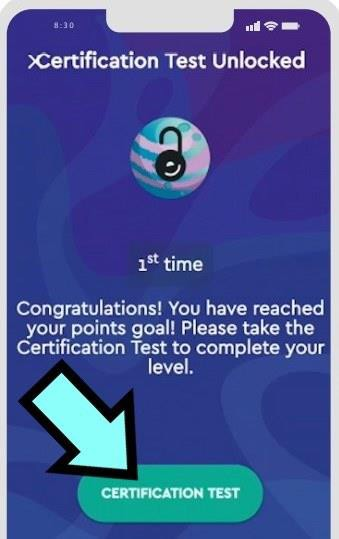 8:30
Certification Test Unlocked
1st time
Congratulations! You have reached
your points goal! Please take the
Certification Test to complete your
level.
CERTIFICATION TEST